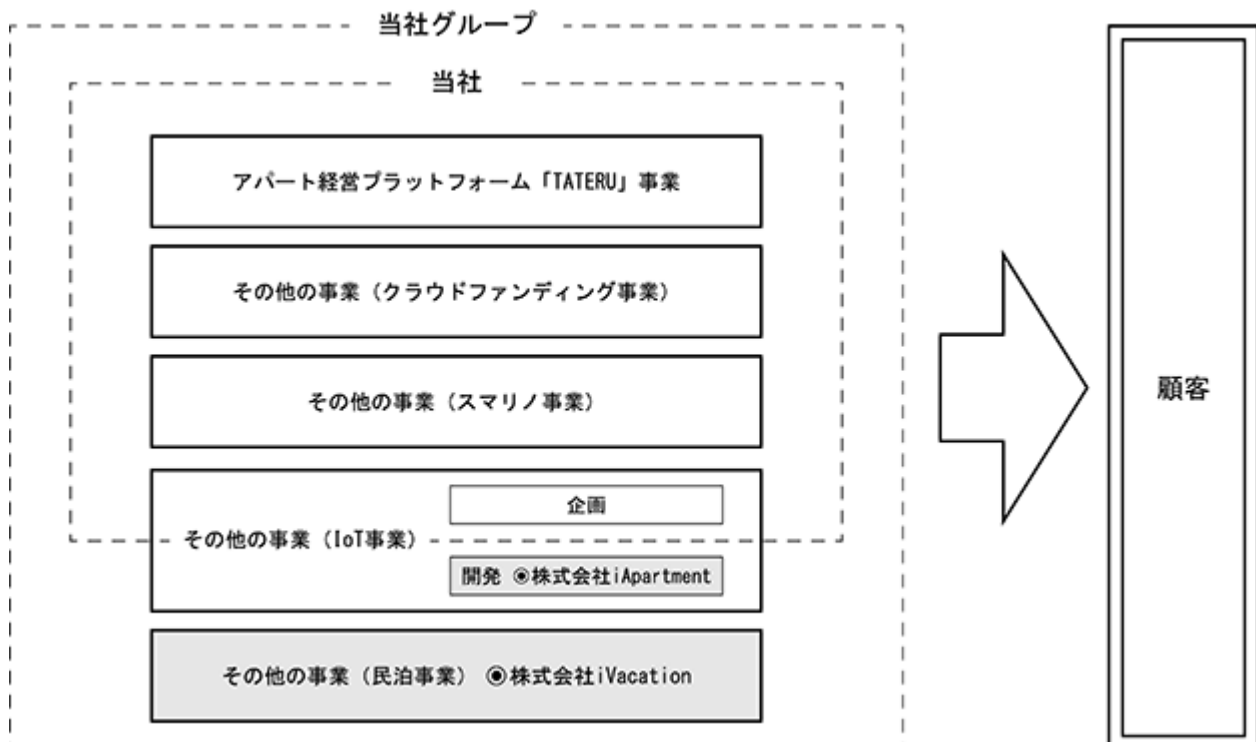 当社グループ
当社
アパート経営プラットフォーム「TATERU」事業
その他の事業（クラウドファンディング事業）
その他の事業（スマリノ事業）
企画
その他の事業（IoT事業）
開発 ◉株式会社iApartment
その他の事業（民泊事業） ◉株式会社iVacation
顧客